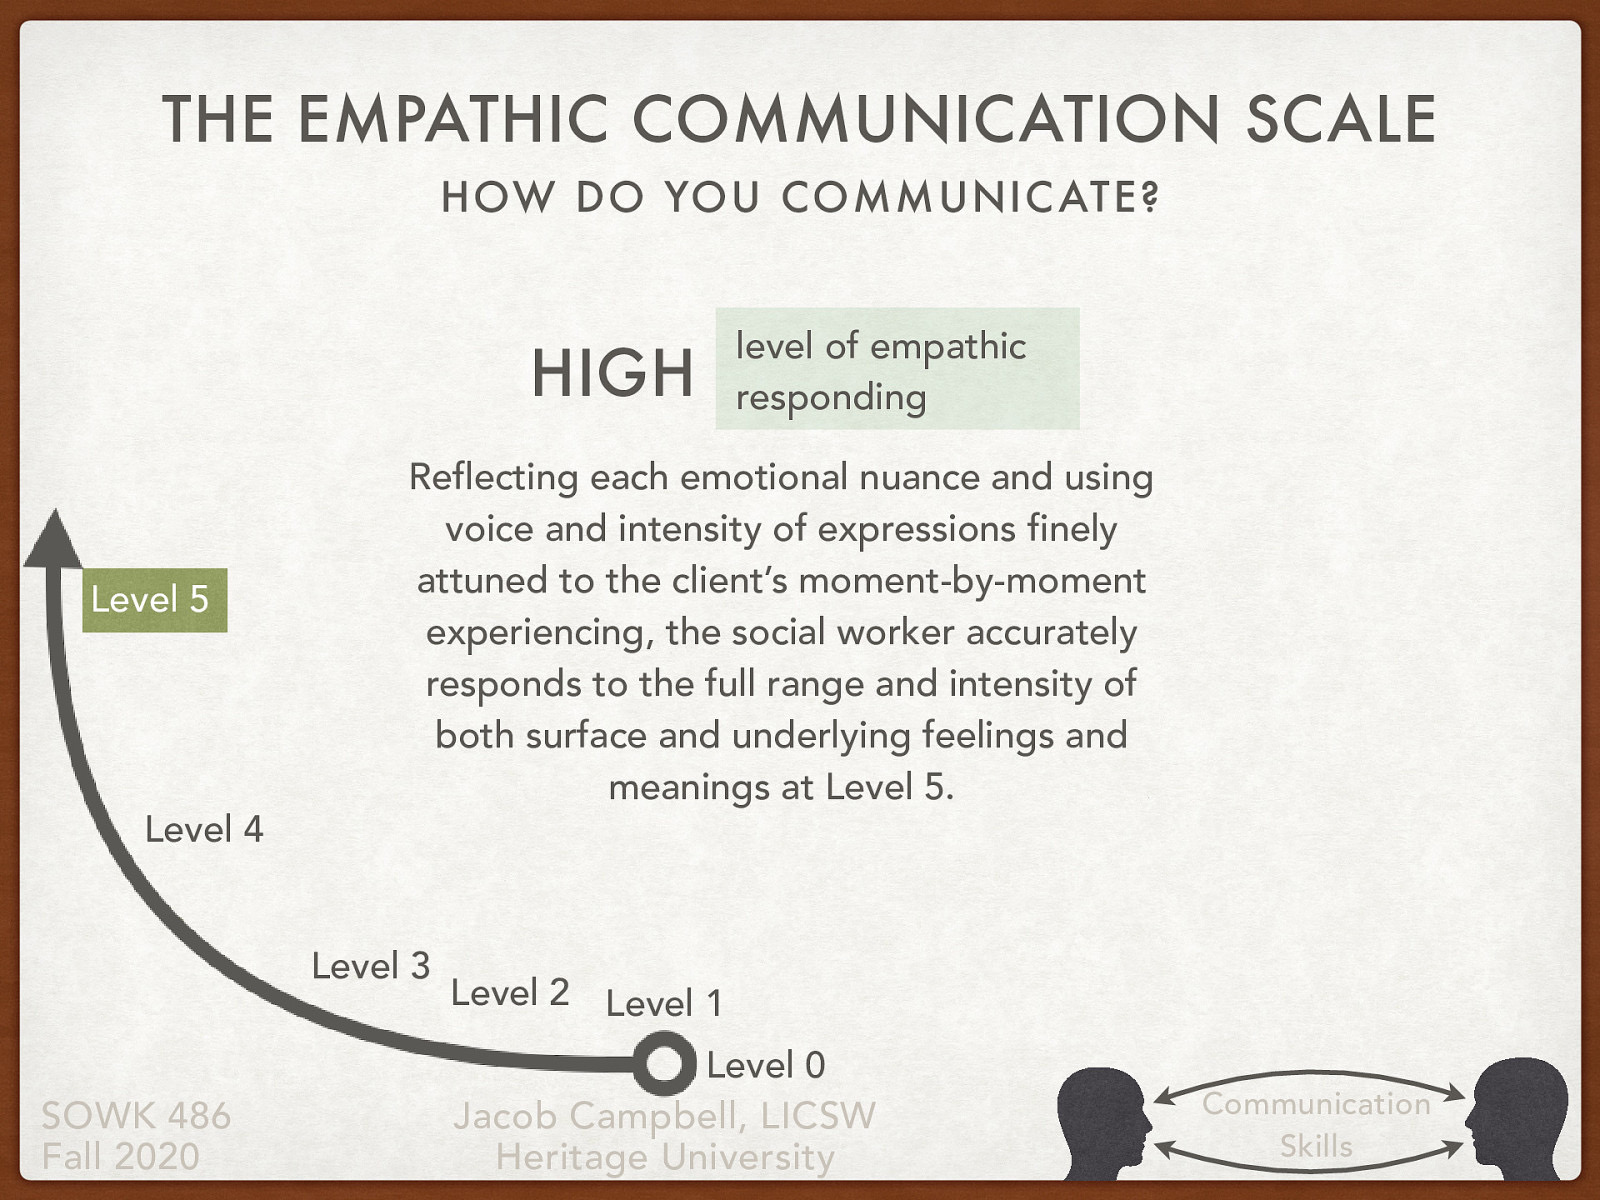 THE EMPATHIC COMMUNICATION SCALE
HOW DO YOU COMMUNICATE?
HIGH
level of empathic
responding
Reflecting each emotional nuance and using
voice and intensity of expressions finely
attuned to the client’s moment-by-moment
experiencing, the social worker accurately
responds to the full range and intensity of
both surface and underlying feelings and
meanings at Level 5.
Level 5
Level 4
Level 3
Level 2
Level 1
Level 0
SOWK 486
Fall 2020
Jacob Campbell, LICSW
Heritage University
Communication
Skills